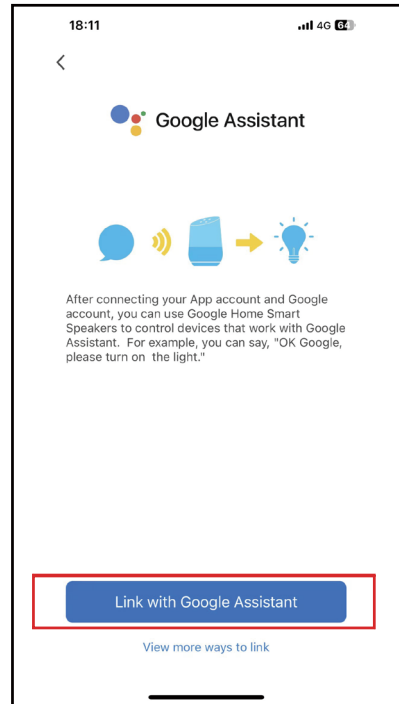 18:11 4G 64
Google Assistant
After connecting your App account and Google
account, you can use Google Home Smart
Speakers to control devices that work with Google
Assistant. For example, you can say, "OK Google,
please turn on the light."
Link with Google Assistant
View more ways to link